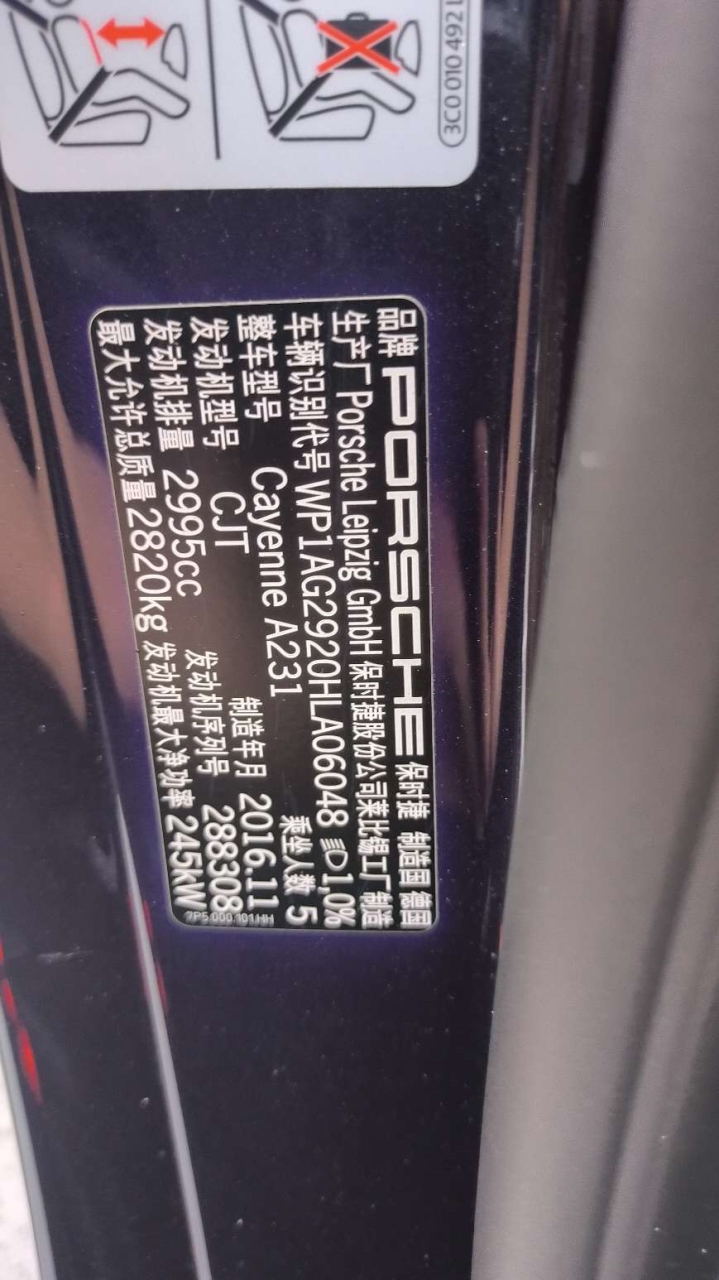 3C0 010 492
品牌 PORSCHE 保时捷 制造国 德国
生产厂 Porsche Leipzig GmbH 保时捷股份公司莱比锡工厂制造
车辆识别代号 WP1AG2920HLA06048 1,0%
整车型号 Cayenne A231 乘坐人数 5
发动机型号 CJT 制造年月 2016.11
发动机排量 2995cc 发动机序列号 288308
最大允许总质量 2820kg 发动机最大净功率 245kW
7P5.000.101.HH